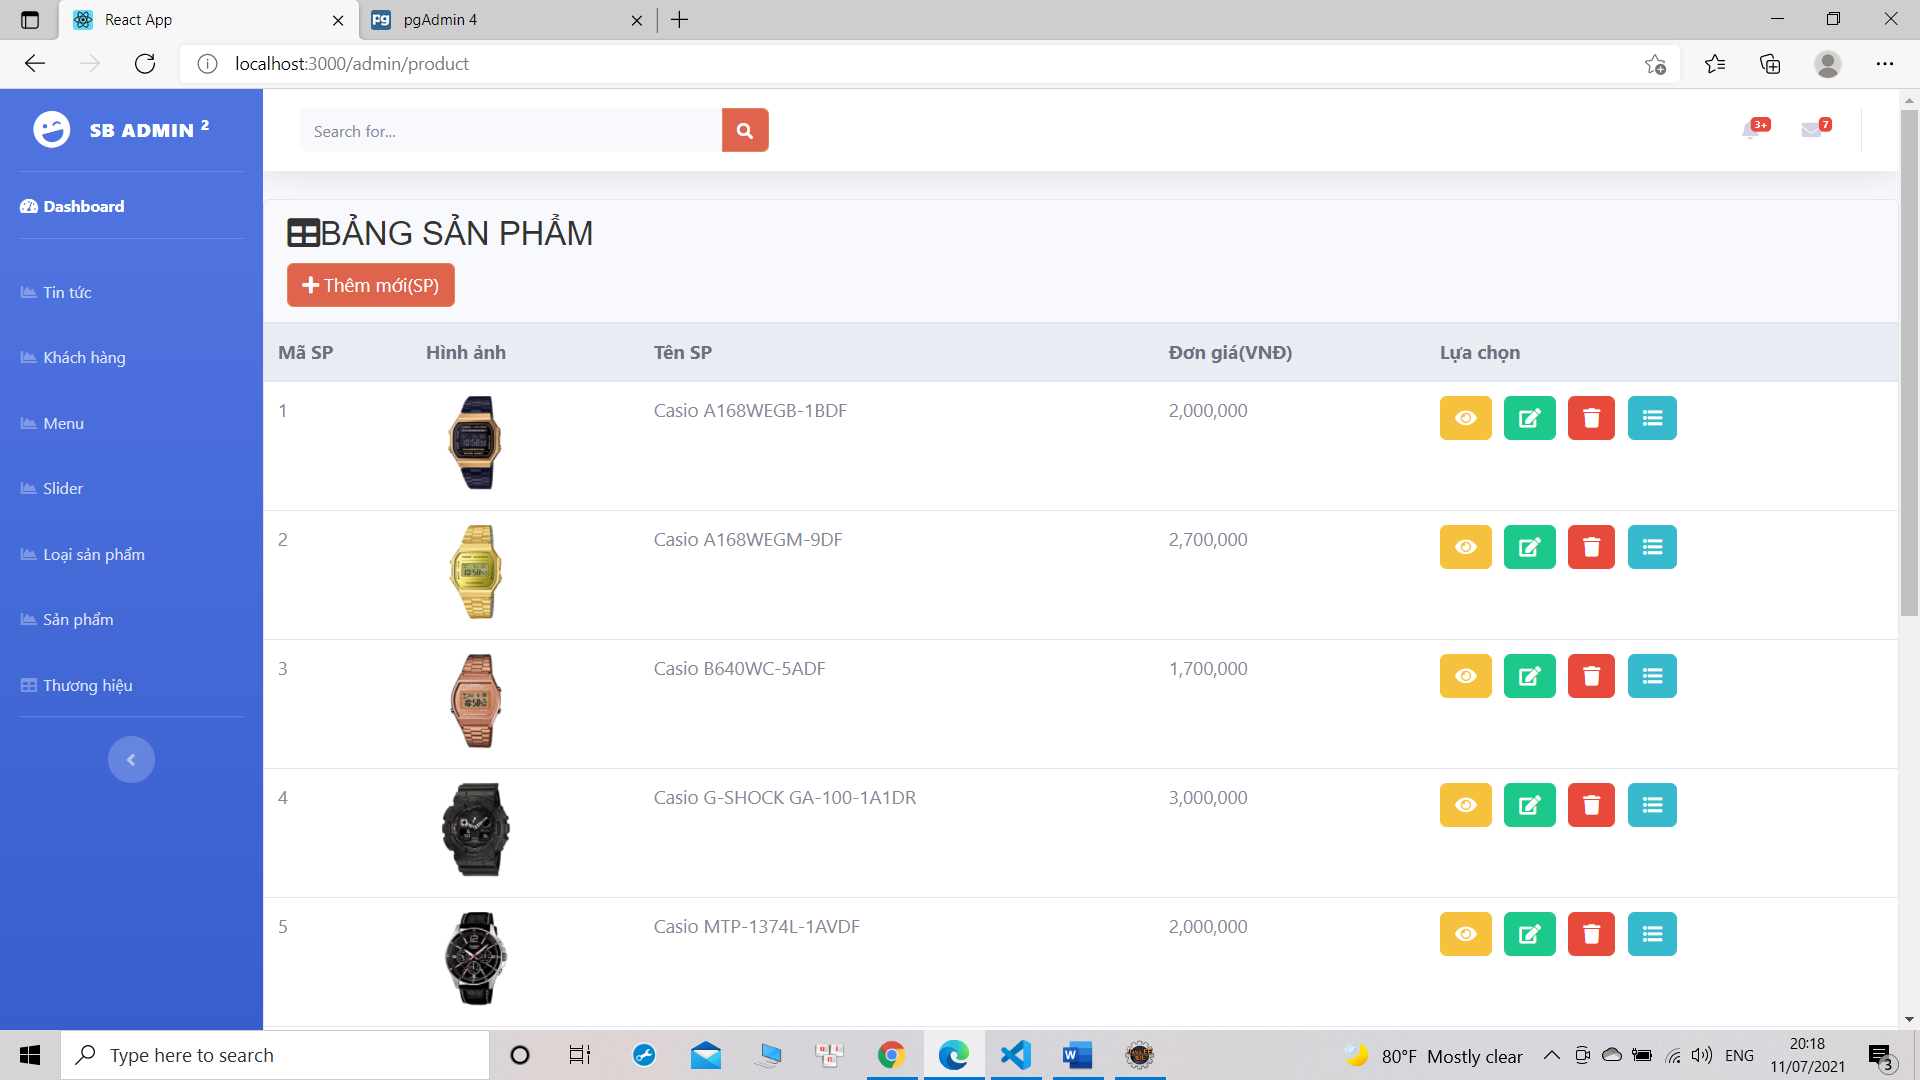 React App
pgAdmin 4
localhost:3000/admin/product
SB ADMIN 2
Search for...
3+
7
Dashboard
BẢNG SẢN PHẨM
Thêm mới(SP)
Tin tức
Khách hàng
Menu
Slider
Loại sản phẩm
Sản phẩm
Thương hiệu
Mã SP Hình ảnh Tên SP Đơn giá(VNĐ) Lựa chọn
1 Casio A168WEGB-1BDF 2,000,000
2 Casio A168WEGM-9DF 2,700,000
3 Casio B640WC-5ADF 1,700,000
4 Casio G-SHOCK GA-100-1A1DR 3,000,000
5 Casio MTP-1374L-1AVDF 2,000,000
Type here to search
80°F Mostly clear
ENG
20:18
11/07/2021
3